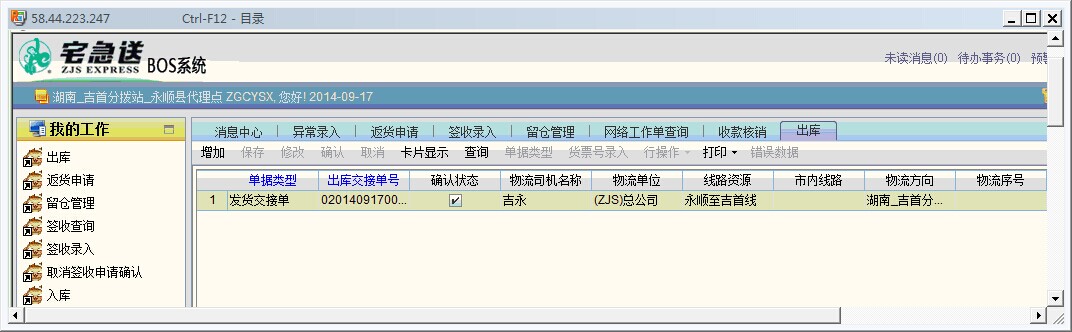 58.44.223.247 Ctrl-F12 - 目录
宅急送
ZJS EXPRESS BOS系统
未读消息(0) 待办事务(0) 预警
湖南_吉首分拨站_永顺县代理点 ZGCYSX, 您好! 2014-09-17
我的工作
消息中心 异常录入 返货申请 签收录入 留仓管理 网络工作单查询 收款核销 出库
增加 保存 修改 确认 取消 卡片显示 查询 单据类型 货票号录入 行操作 打印 错误数据
出库
返货申请
留仓管理
签收查询
签收录入
取消签收申请确认
入库
单据类型 出库交接单号 确认状态 物流司机名称 物流单位 线路资源 市内线路 物流方向 物流序号
1 发货交接单 02014091700... 吉永 (ZJS)总公司 永顺至吉首线 湖南_吉首分...